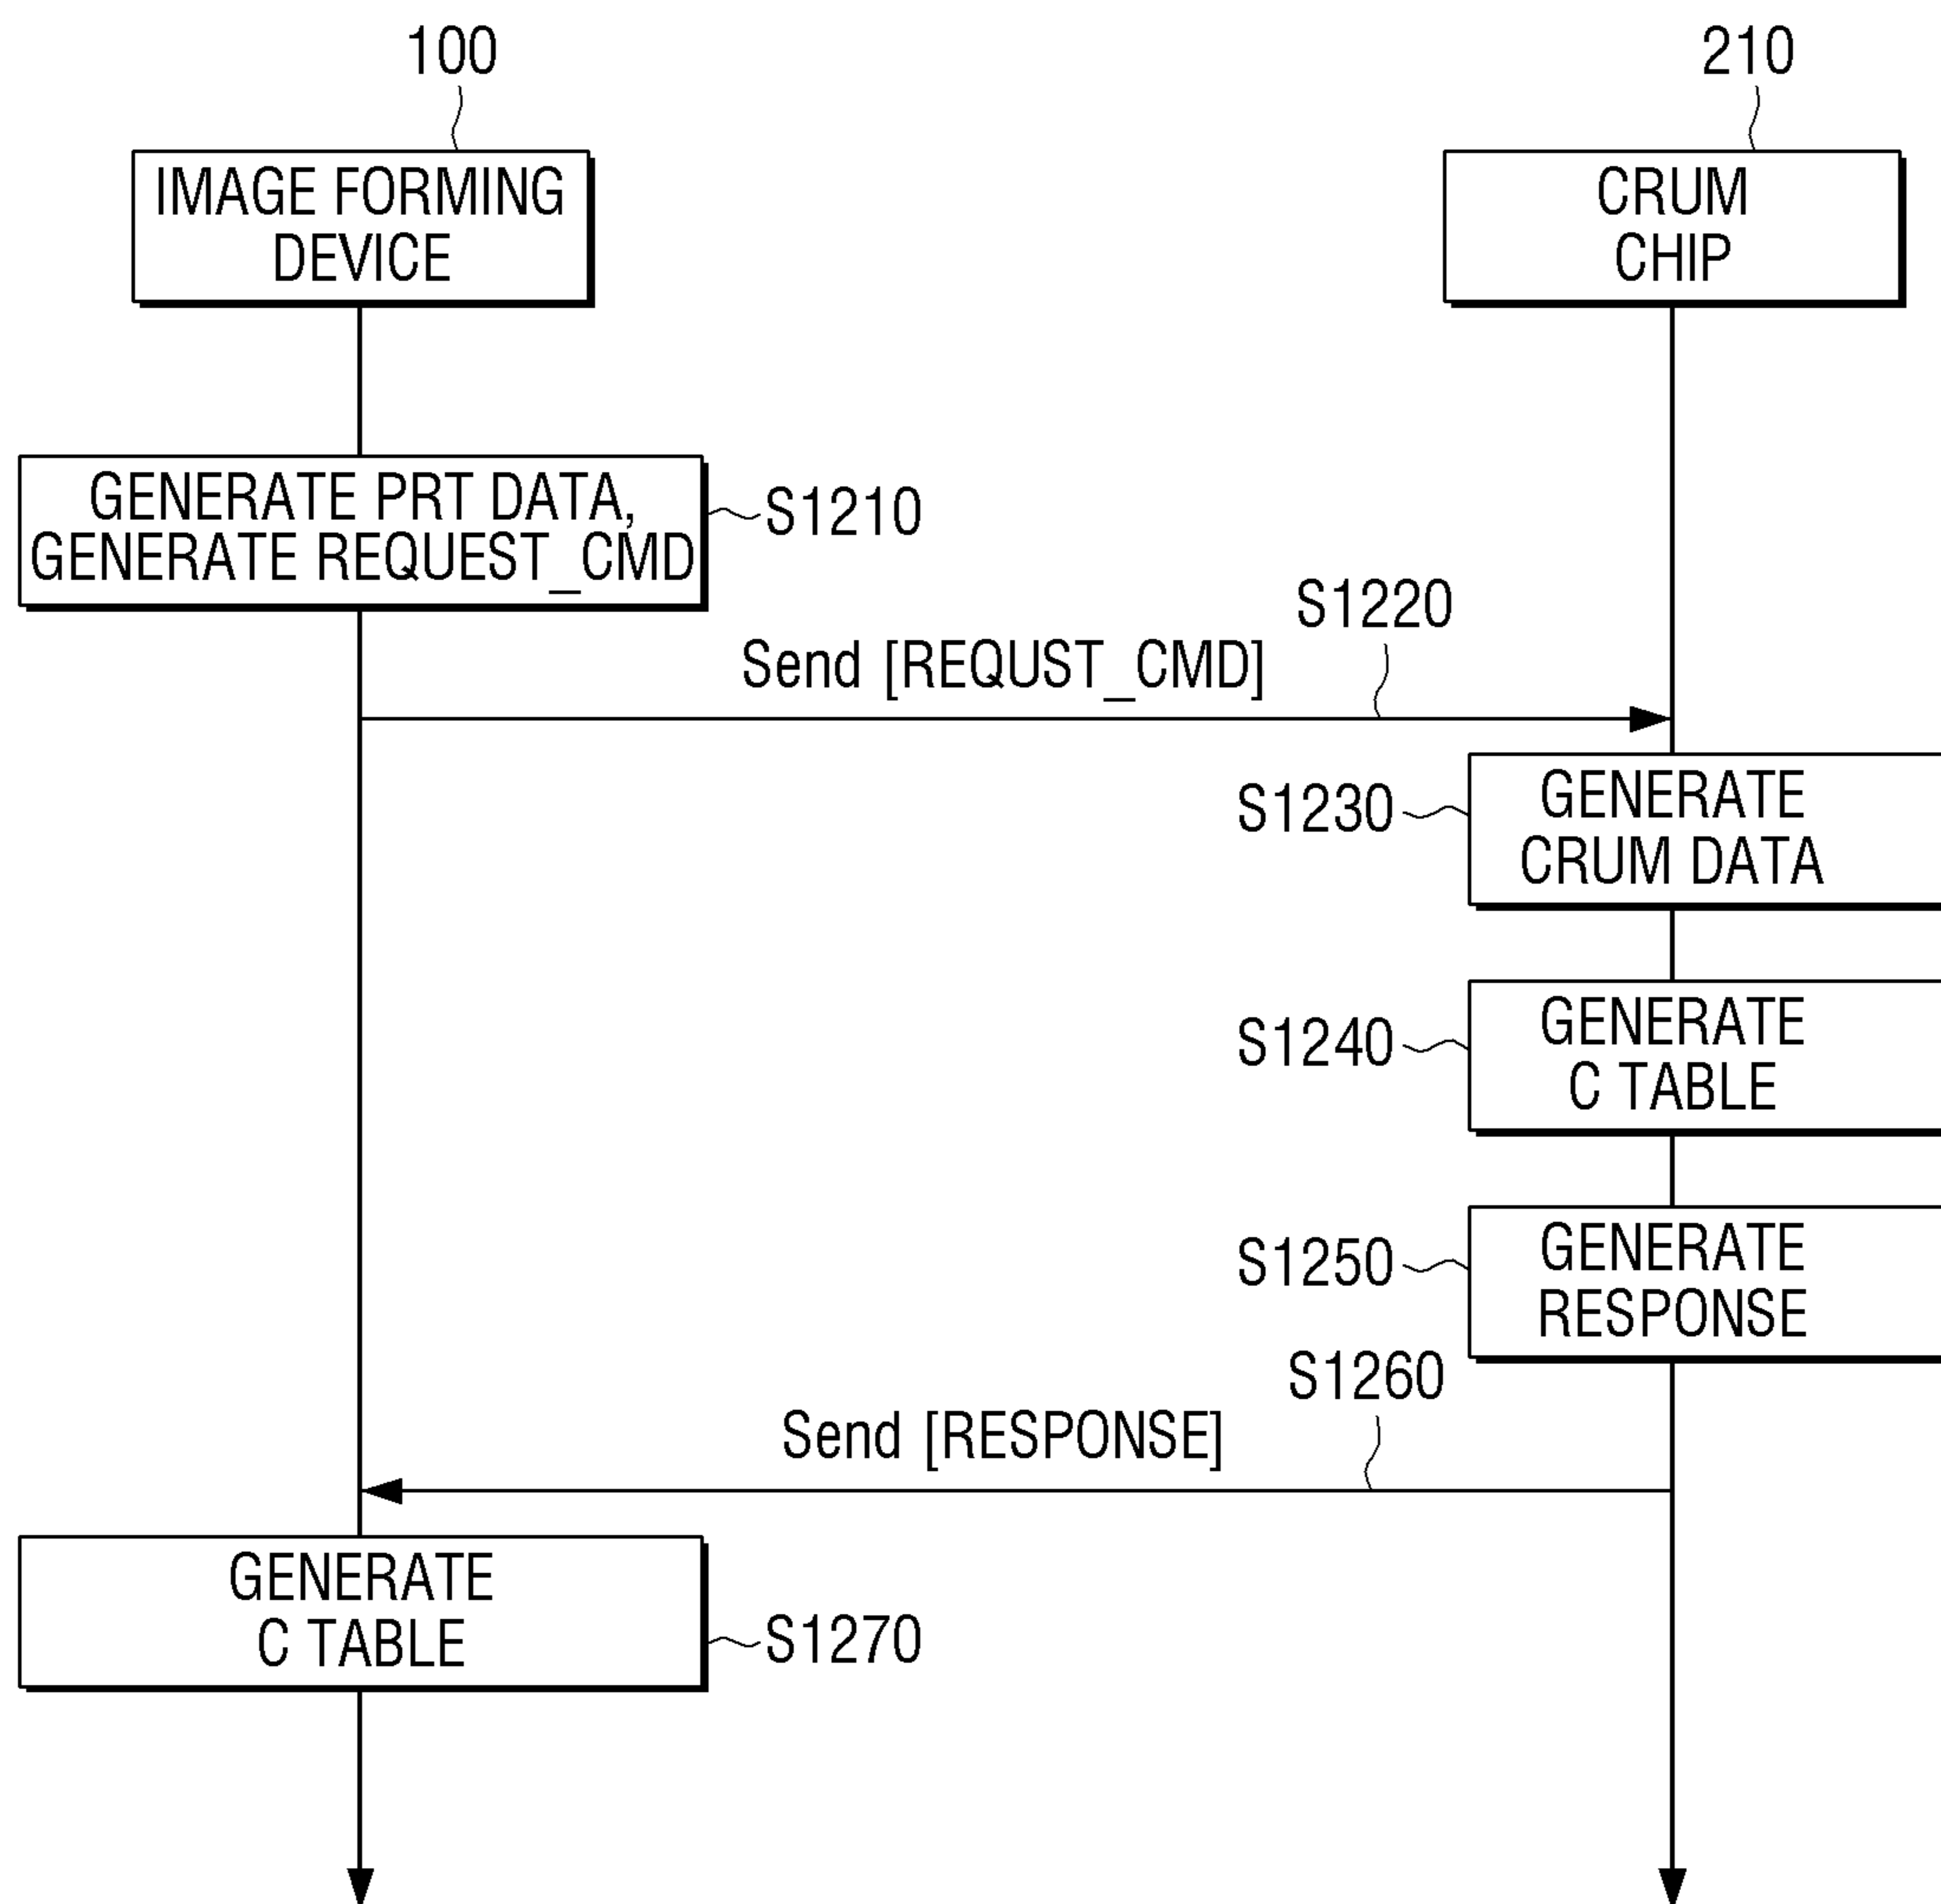 100
210
IMAGE FORMING
DEVICE
CRUM
CHIP
GENERATE PRT DATA,
GENERATE REQUEST_CMD
S1210
S1220
Send [REQUST_CMD]
S1230
GENERATE
CRUM DATA
S1240
GENERATE
C TABLE
S1250
GENERATE
RESPONSE
S1260
Send [RESPONSE]
GENERATE
C TABLE
S1270